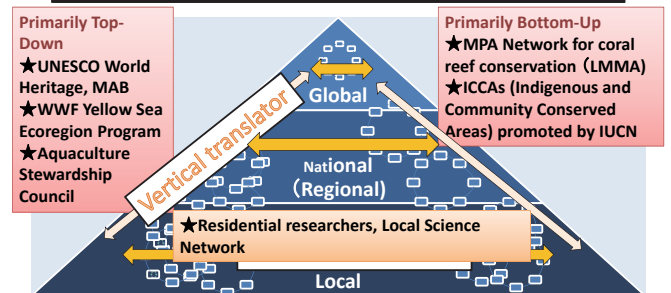 Primarily Top-
Down
★UNESCO World
Heritage, MAB
★WWF Yellow Sea
Ecoregion Program
★Aquaculture
Stewardship
Council
Primarily Bottom-Up
★MPA Network for coral
reef conservation（LMMA)
★ICCAs (Indigenous and
Community Conserved
Areas) promoted by IUCN
Vertical translator
Global
National
（Regional）
★Residential researchers, Local Science
Network
Local